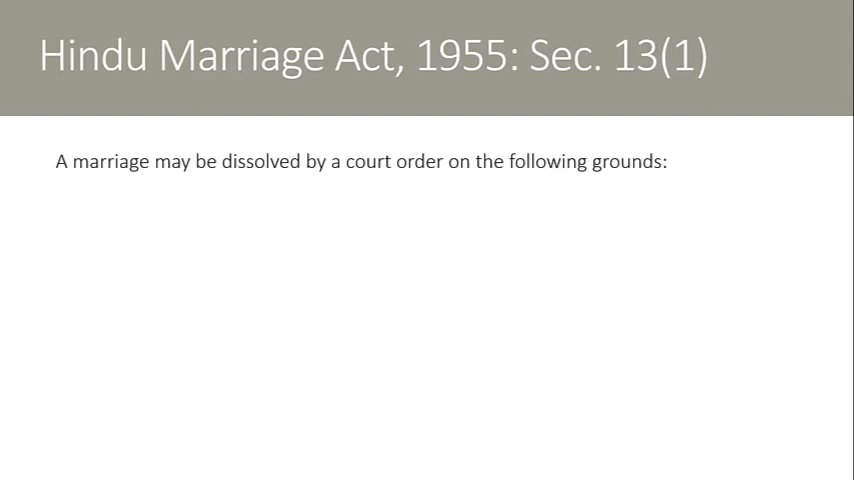 Hindu Marriage Act, 1955: Sec. 13(1)
A marriage may be dissolved by a court order on the following grounds: